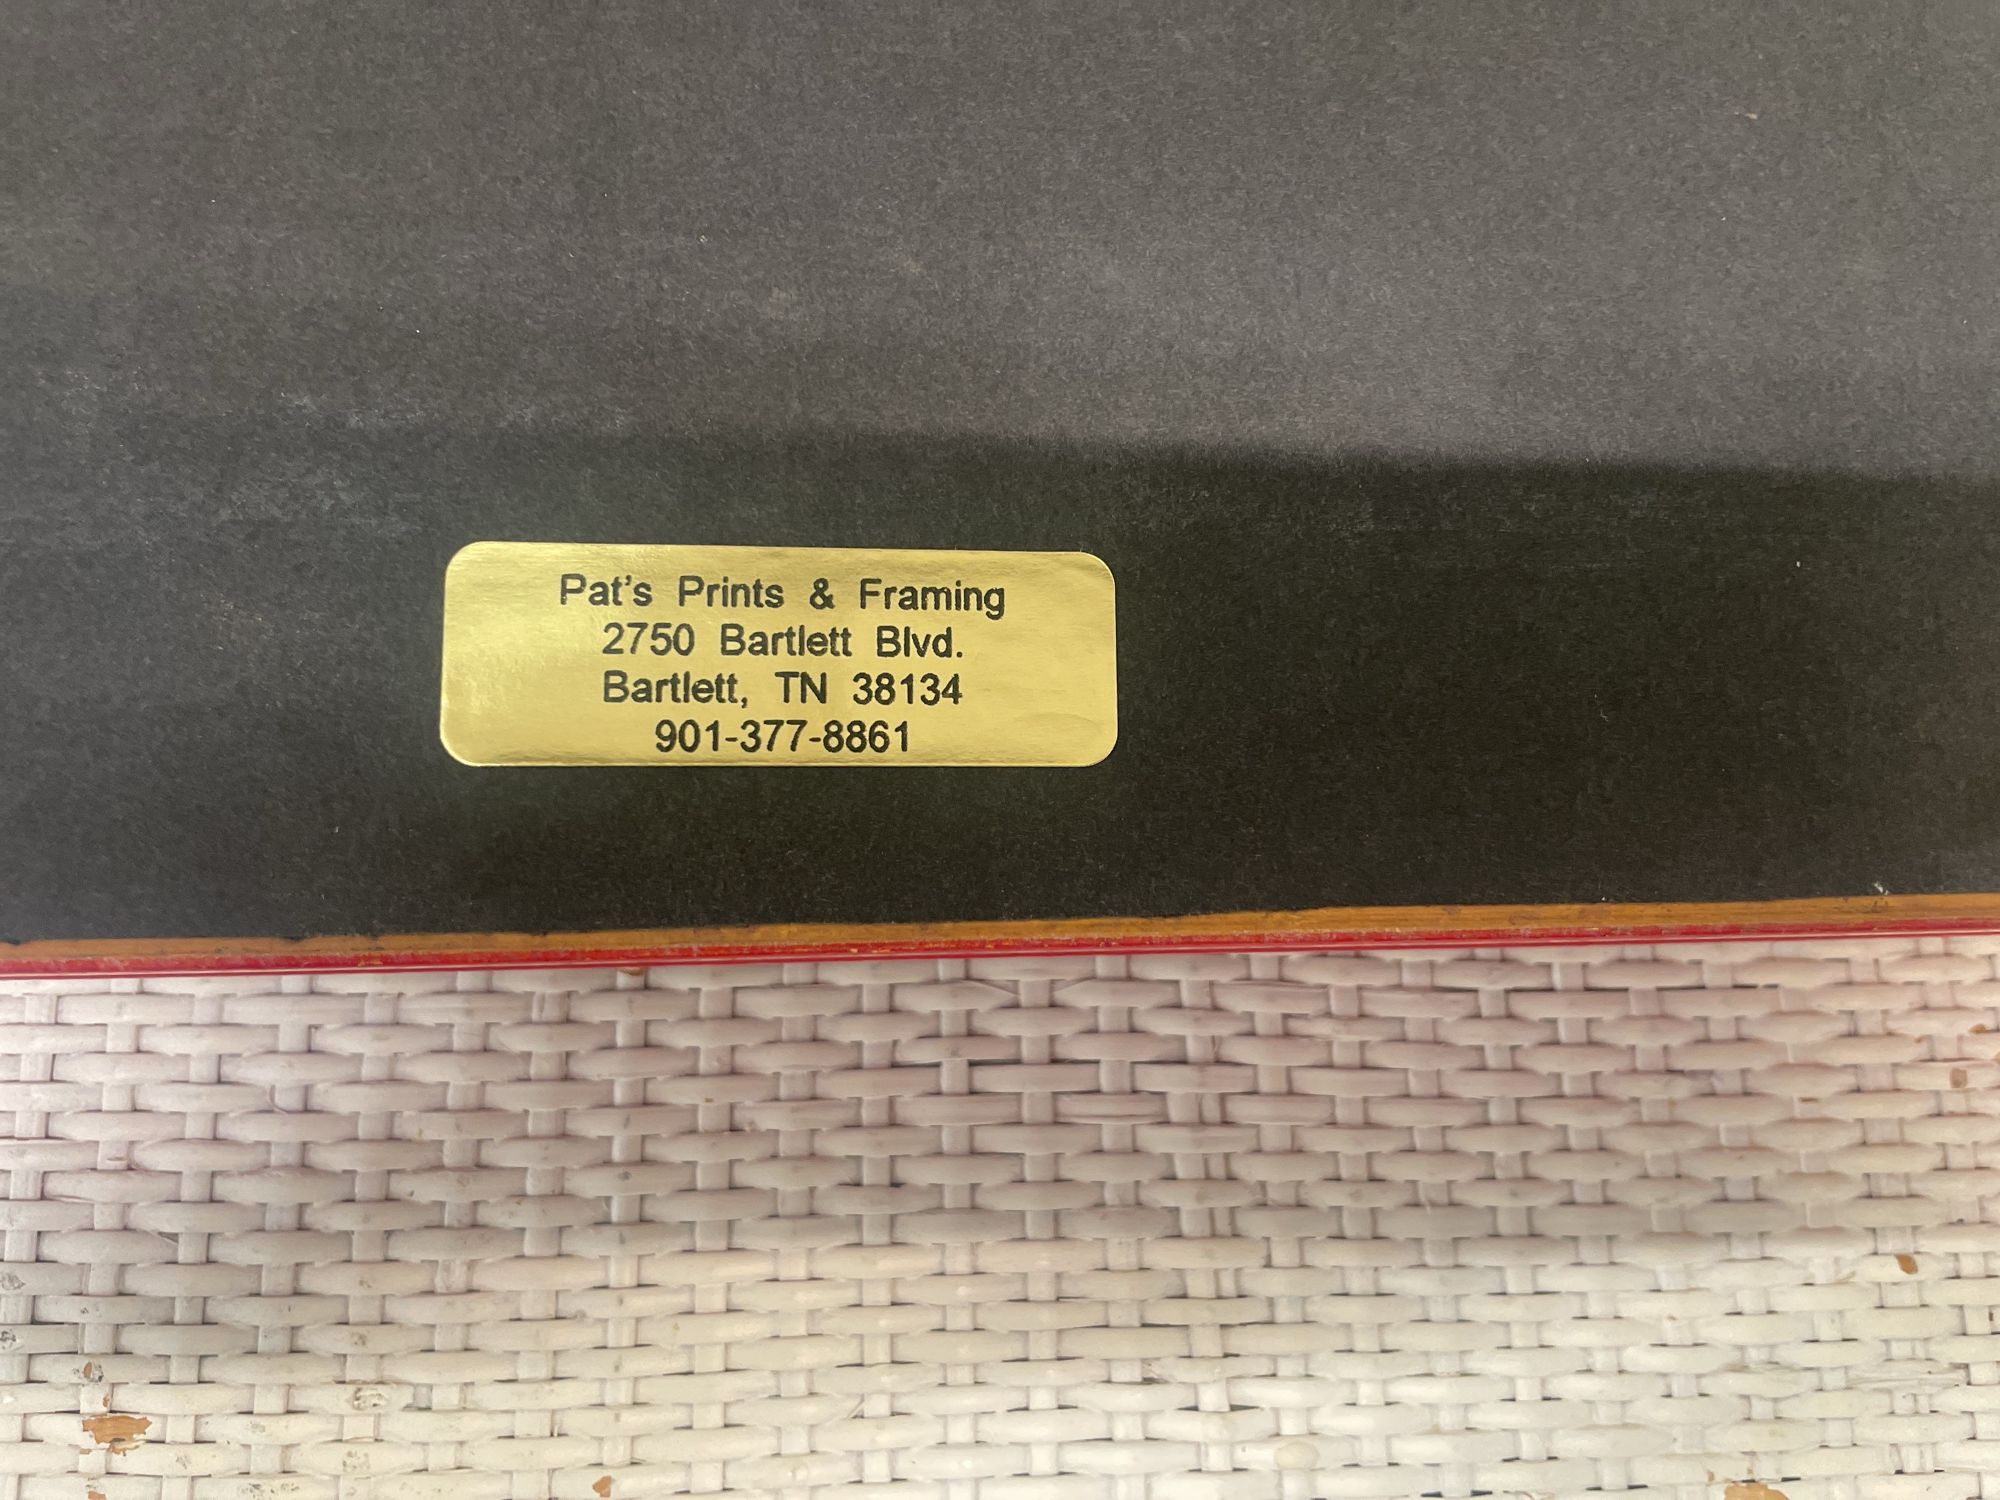 Pat's Prints & Framing
2750 Bartlett Blvd.
Bartlett, TN 38134
901-377-8861